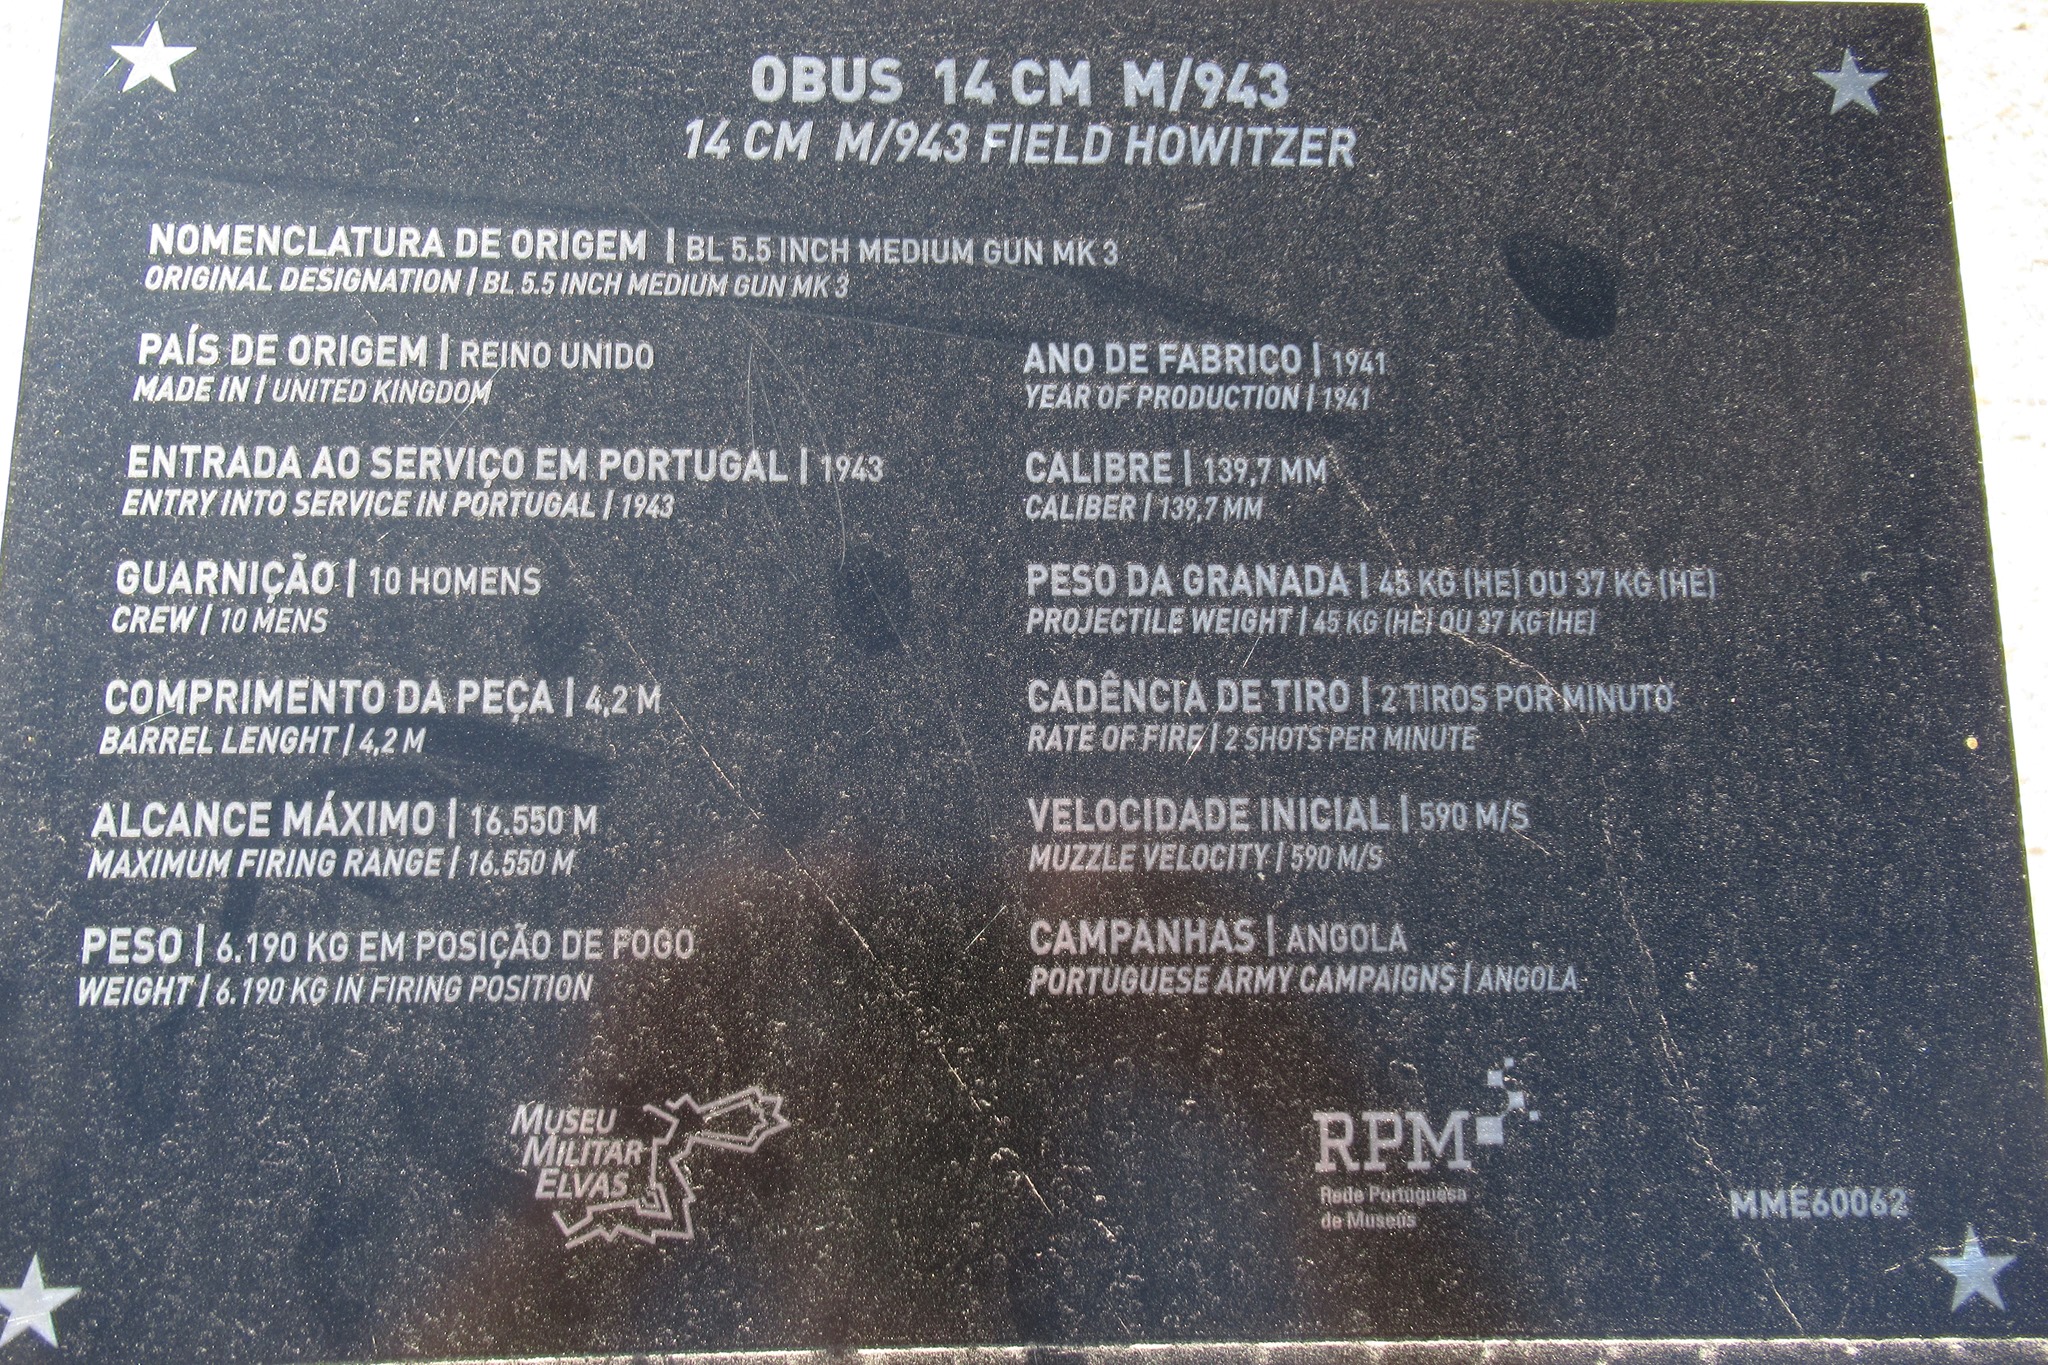 OBUS 14 CM M/943
14 CM M/943 FIELD HOWITZER
NOMENCLATURA DE ORIGEM | BL 5.5 INCH MEDIUM GUN MK 3
ORIGINAL DESIGNATION | BL 5.5 INCH MEDIUM GUN MK 3
PAÍS DE ORIGEM | REINO UNIDO
MADE IN | UNITED KINGDOM
ANO DE FABRICO | 1941
YEAR OF PRODUCTION | 1941
ENTRADA AO SERVIÇO EM PORTUGAL | 1943
ENTRY INTO SERVICE IN PORTUGAL | 1943
CALIBRE | 139,7 MM
CALIBER | 139,7 MM
GUARNIÇÃO | 10 HOMENS
CREW | 10 MENS
PESO DA GRANADA | 45 KG (HE) OU 37 KG (HE)
PROJECTILE WEIGHT | 45 KG (HE) OU 37 KG (HE)
COMPRIMENTO DA PEÇA | 4,2 M
BARREL LENGHT | 4,2 M
CADÊNCIA DE TIRO | 2 TIROS POR MINUTO
RATE OF FIRE | 2 SHOTS PER MINUTE
ALCANCE MÁXIMO | 16.550 M
MAXIMUM FIRING RANGE | 16.550 M
VELOCIDADE INICIAL | 590 M/S
MUZZLE VELOCITY | 590 M/S
PESO | 6.190 KG EM POSIÇÃO DE FOGO
WEIGHT | 6.190 KG IN FIRING POSITION
CAMPANHAS | ANGOLA
PORTUGUESE ARMY CAMPAIGNS | ANGOLA
MUSEU
MILITAR
ELVAS
RPM
Rede Portuguesa
de Museus
MME60062